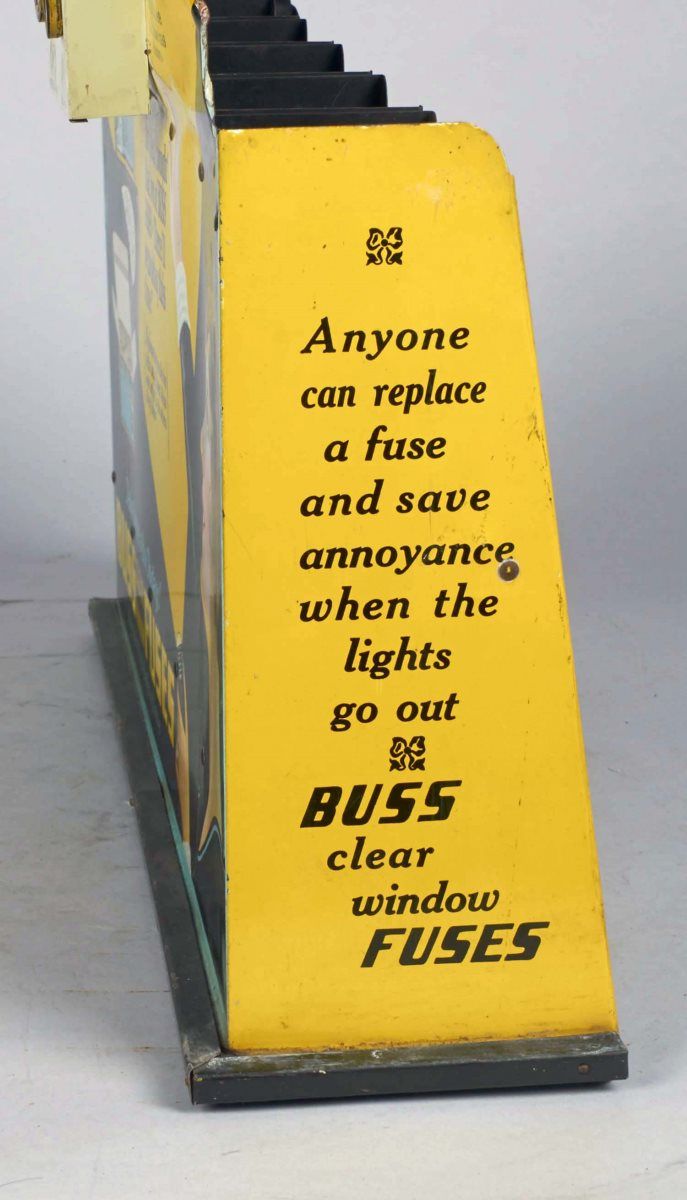 Anyone
can replace
a fuse
and save
annoyance
when the
lights
go out
BUSS
clear
window
FUSES